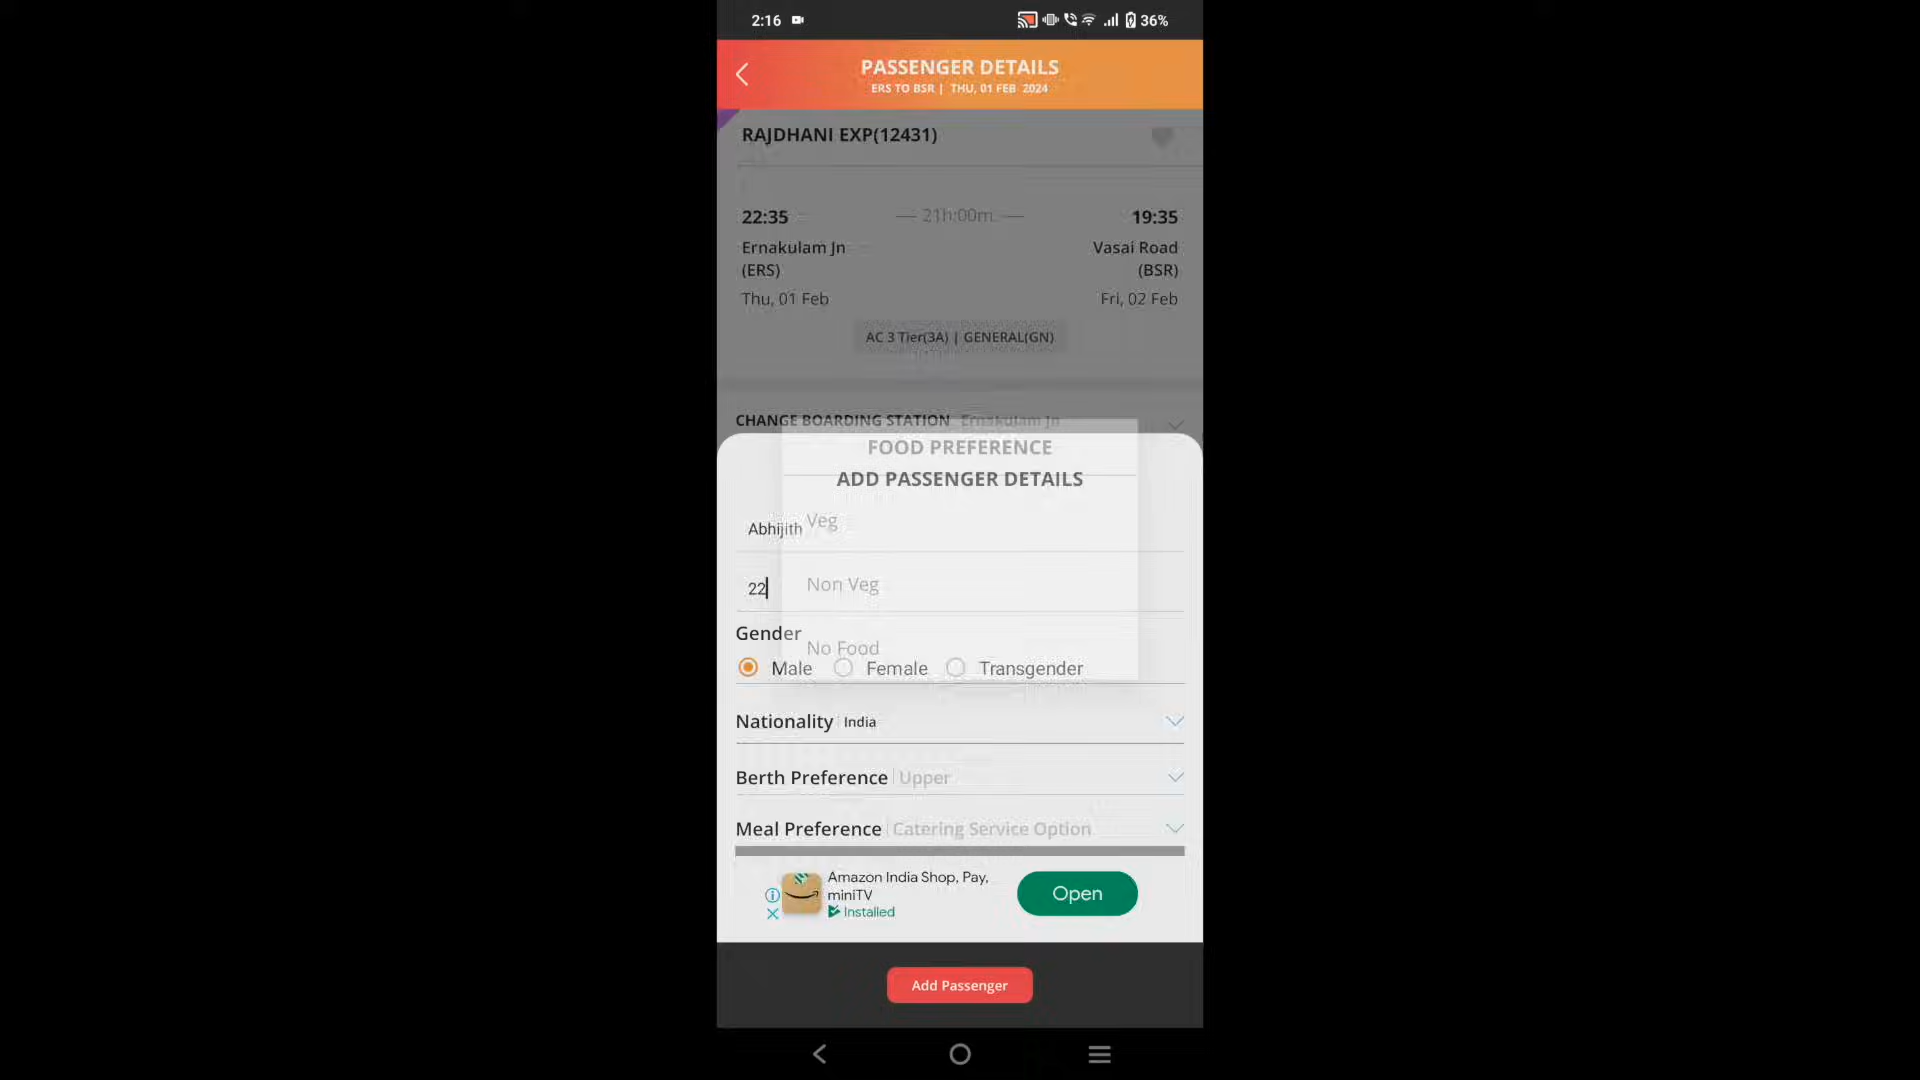 2:16
36%
PASSENGER DETAILS
ERS TO BSR | THU, 01 FEB 2024
RAJDHANI EXP(12431)
22:35
21h:00m
19:35
Ernakulam Jn
(ERS)
Vasai Road
(BSR)
Thu, 01 Feb
Fri, 02 Feb
AC 3 Tier(3A) | GENERAL(GN)
CHANGE BOARDING STATION Ernakulam Jn
FOOD PREFERENCE
ADD PASSENGER DETAILS
Veg
Abhijith
Non Veg
22
Gender
No Food
Male Female Transgender
Nationality India
Berth Preference Upper
Meal Preference Catering Service Option
Amazon India Shop, Pay,
miniTV
Installed
Open
Add Passenger